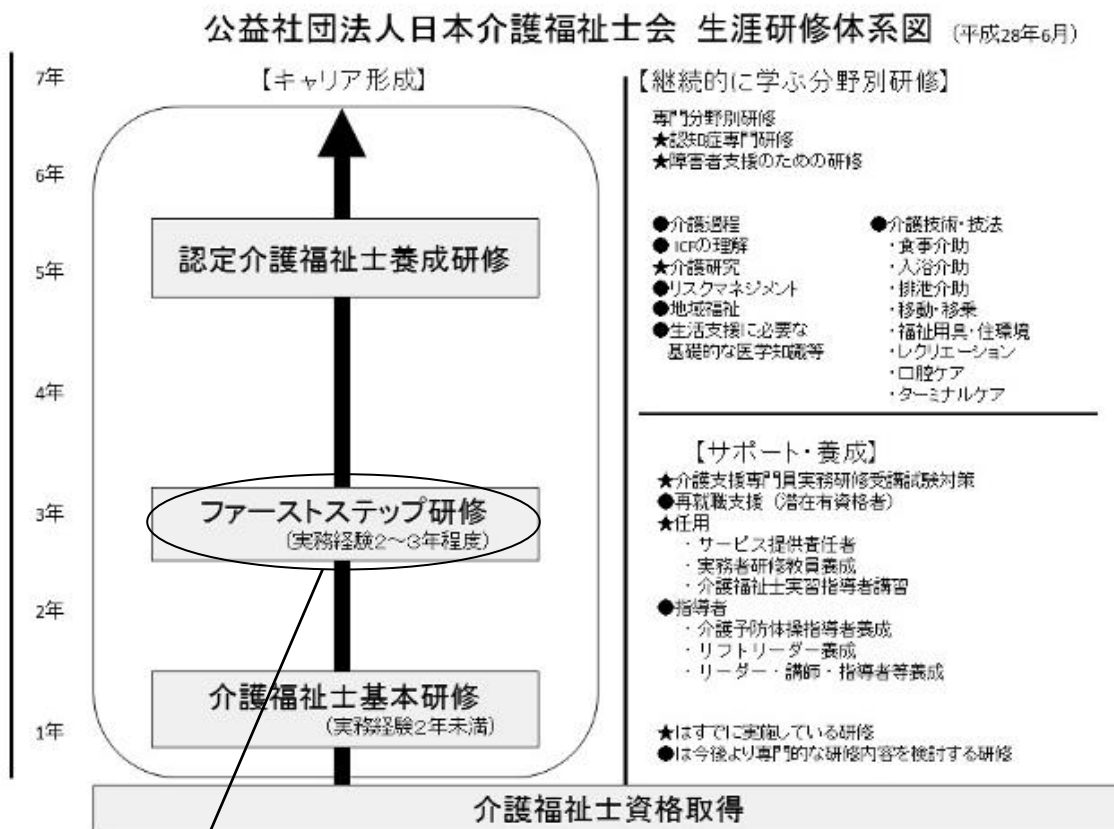 公益社団法人日本介護福祉士会 生涯研修体系図 (平成28年6月)
7年
6年
5年
4年
3年
2年
1年
【キャリア形成】
認定介護福祉士養成研修
ファーストステップ研修
(実務経験2～3年程度)
介護福祉士基本研修
(実務経験2年未満)
【継続的に学ぶ分野別研修】
専門分野別研修
★認知症専門研修
★障害者支援のための研修
●介護過程
●ICFの理解
★介護研究
●リスクマネジメント
●地域福祉
●生活支援に必要な
基礎的な医学知識等
●介護技術・技法
・食事介助
・入浴介助
・排泄介助
・移動・移乗
・福祉用具・住環境
・レクリエーション
・口腔ケア
・ターミナルケア
【サポート・養成】
★介護支援専門員実務研修受講試験対策
●再就職支援（潜在有資格者）
★任用
・サービス提供責任者
・実務者研修教員養成
・介護福祉士実習指導者講習
●指導者
・介護予防体操指導者養成
・リフトリーダー養成
・リーダー・講師・指導者等養成
★はすでに実施している研修
●は今後より専門的な研修内容を検討する研修
介護福祉士資格取得